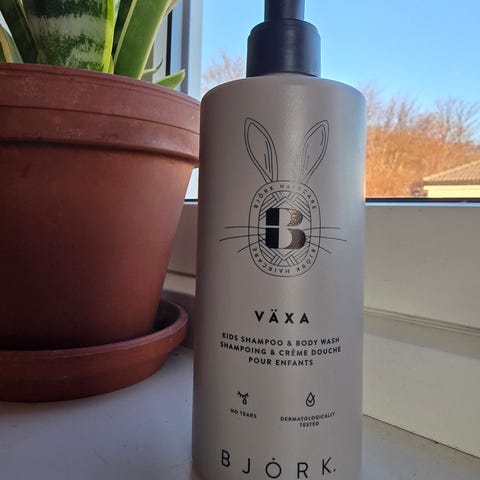 BJÖRK HAIRCARE
B
BJÖRK HAIRCARE
VÄXA
KIDS SHAMPOO & BODY WASH
SHAMPOING & CRÈME DOUCHE
POUR ENFANTS
NO TEARS
DERMATOLOGICALLY
TESTED
BJÖRK.